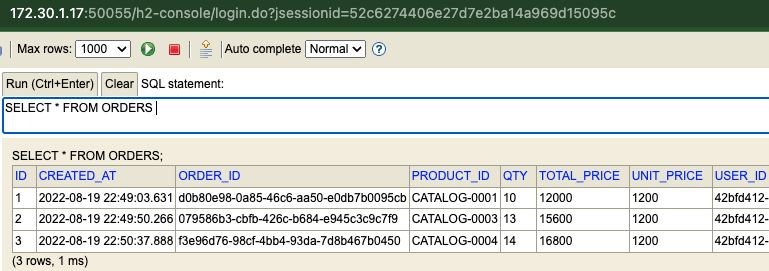 172.30.1.17:50055/h2-console/login.do?jsessionid=52c6274406e27d7e2ba14a969d15095c
Max rows: 1000 Auto complete Normal ?
Run (Ctrl+Enter) Clear SQL statement:
SELECT * FROM ORDERS
SELECT * FROM ORDERS;
ID CREATED_AT ORDER_ID PRODUCT_ID QTY TOTAL_PRICE UNIT_PRICE USER_ID
1 2022-08-19 22:49:03.631 d0b80e98-0a85-46c6-aa50-e0db7b0095cb CATALOG-0001 10 12000 1200 42bfd412-
2 2022-08-19 22:49:50.266 079586b3-cbfb-426c-b684-e945c3c9c7f9 CATALOG-0003 13 15600 1200 42bfd412-
3 2022-08-19 22:50:37.888 f3e96d76-98cf-4bb4-93da-7d8b467b0450 CATALOG-0004 14 16800 1200 42bfd412-
(3 rows, 1 ms)